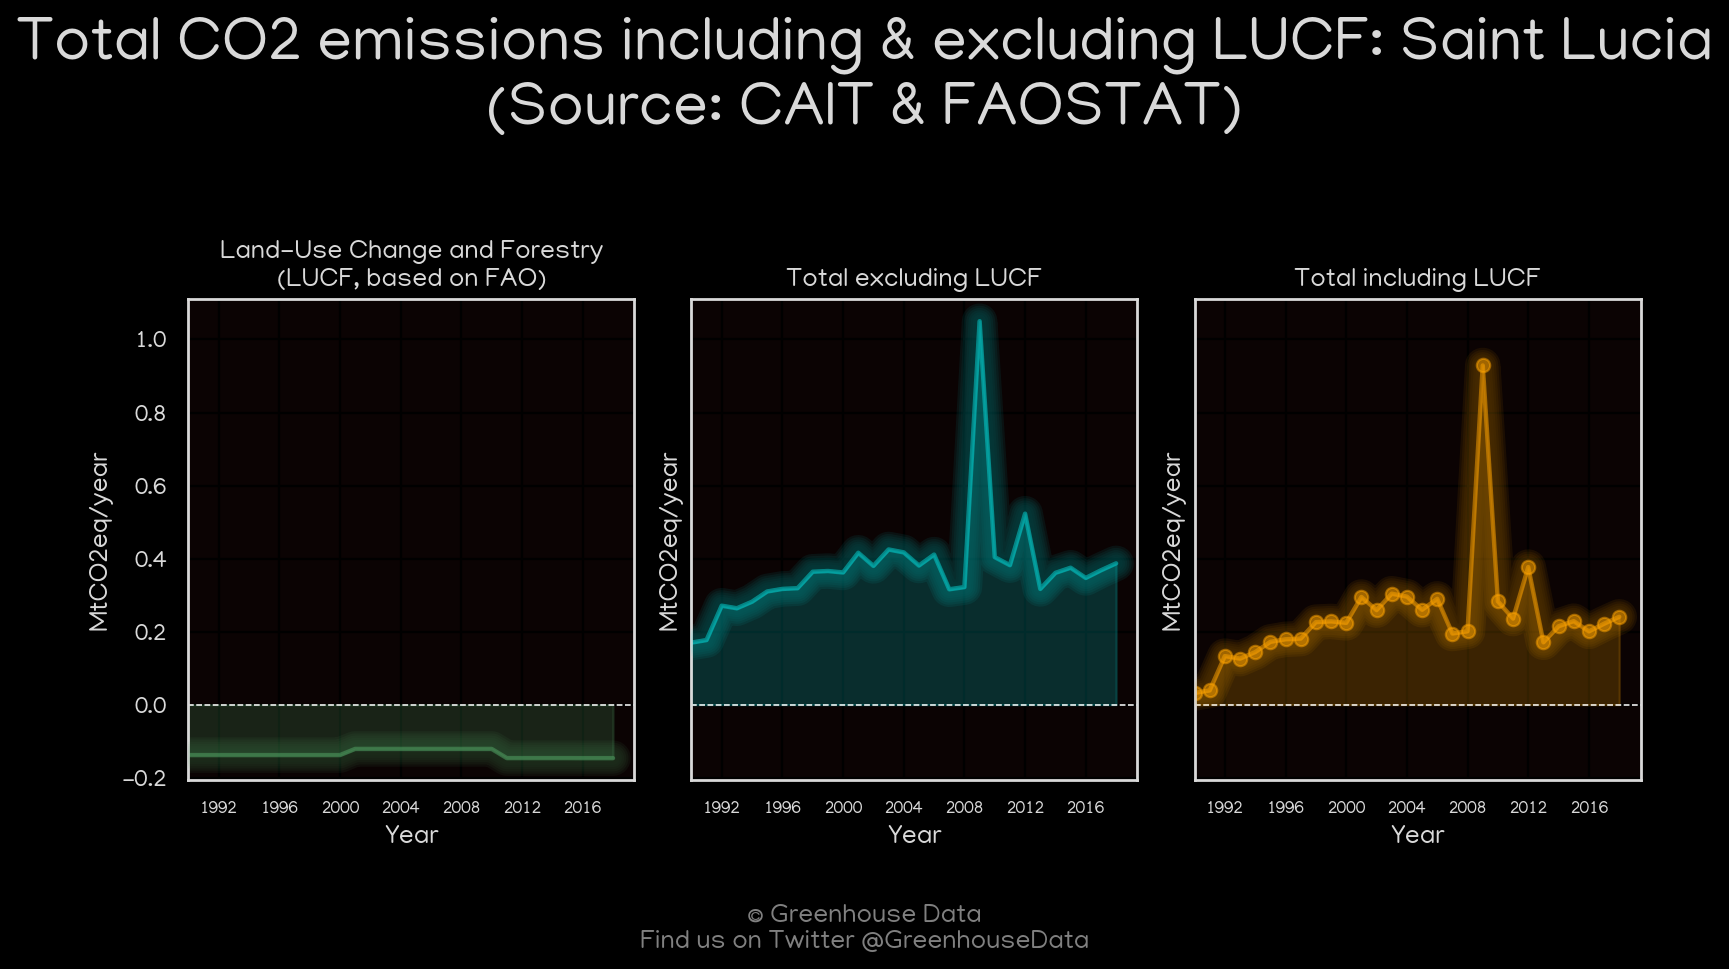 Total CO2 emissions including & excluding LUCF: Saint Lucia
(Source: CAIT & FAOSTAT)
Land-Use Change and Forestry
(LUCF, based on FAO)
MtCO2eq/year
1.0
0.8
0.6
0.4
0.2
0.0
−0.2
1992 1996 2000 2004 2008 2012 2016
Year
Total excluding LUCF
MtCO2eq/year
1992 1996 2000 2004 2008 2012 2016
Year
Total including LUCF
MtCO2eq/year
1992 1996 2000 2004 2008 2012 2016
Year
© Greenhouse Data
Find us on Twitter @GreenhouseData